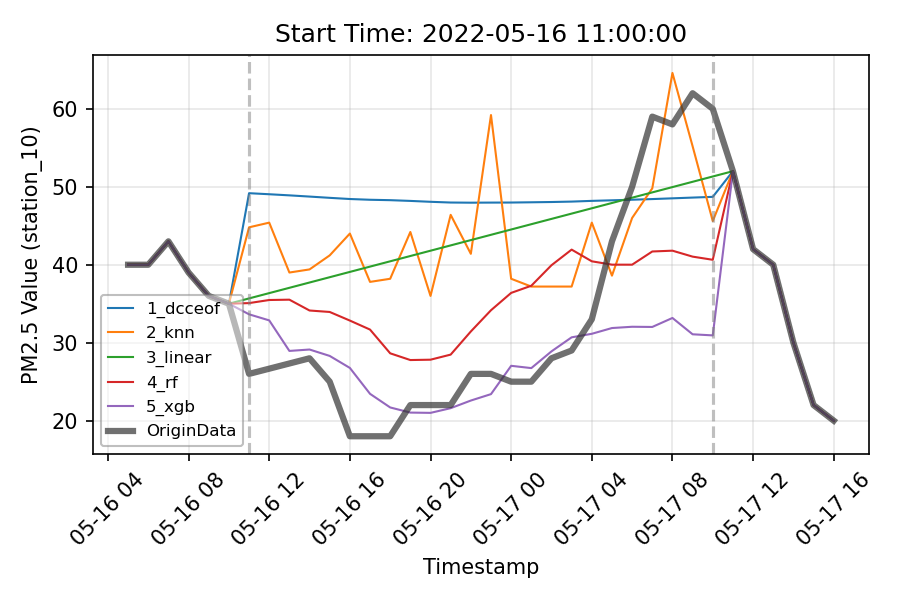 Start Time: 2022-05-16 11:00:00
PM2.5 Value (station_10)
60
50
40
30
20
1_dcceof
2_knn
3_linear
4_rf
5_xgb
OriginData
05-16 04
05-16 08
05-16 12
05-16 16
05-16 20
05-17 00
05-17 04
05-17 08
05-17 12
05-17 16
Timestamp